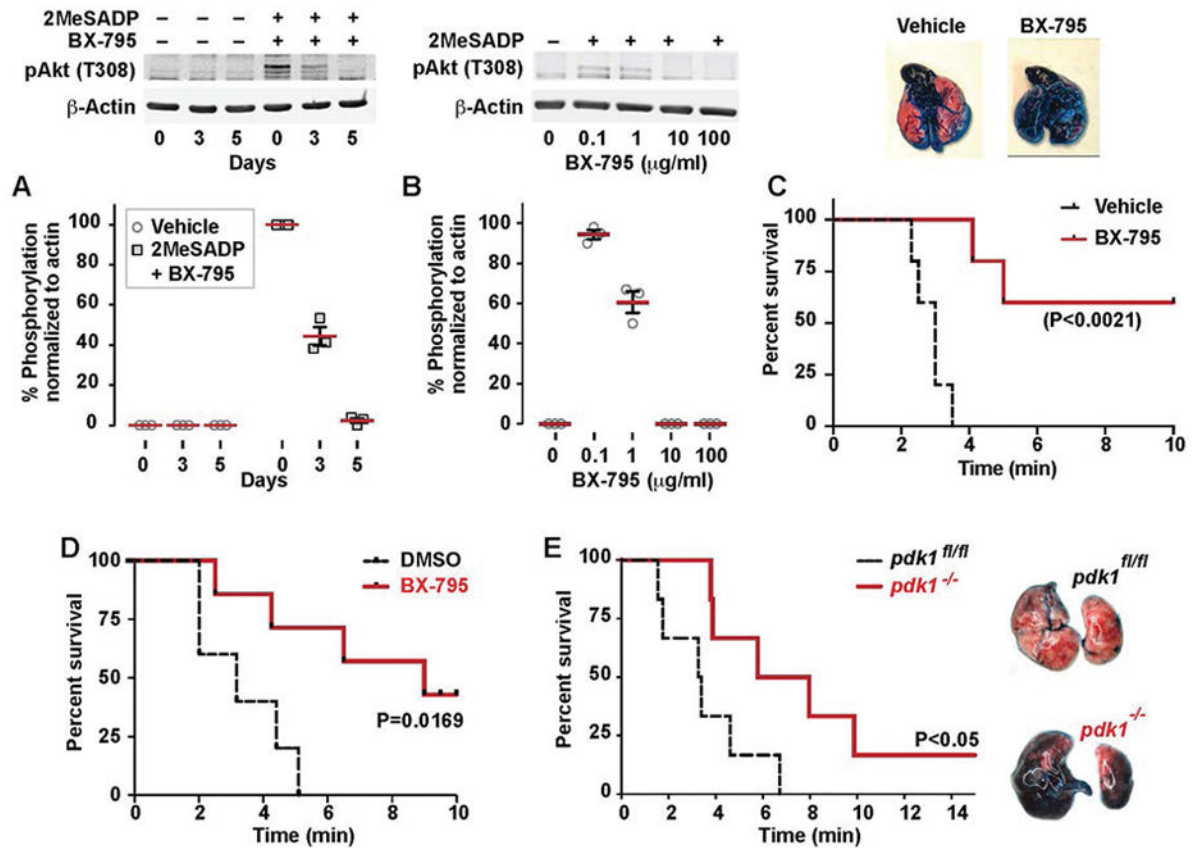 2MeSADP – – – + + +
BX-795 – – – + + +
pAkt (T308)
β-Actin
0 3 5 0 3 5
Days
2MeSADP – + + + +
pAkt (T308)
β-Actin
0 0.1 1 10 100
BX-795 (µg/ml)
Vehicle BX-795
A
% Phosphorylation
normalized to actin
100
80
60
40
20
0
Vehicle
2MeSADP
+ BX-795
0 3 5 0 3 5
Days
B
% Phosphorylation
normalized to actin
100
80
60
40
20
0
0 0.1 1 10 100
BX-795 (µg/ml)
C
Percent survival
100
75
50
25
0
Vehicle
BX-795
(P<0.0021)
0 2 4 6 8 10
Time (min)
D
Percent survival
100
75
50
25
0
DMSO
BX-795
P=0.0169
0 2 4 6 8 10
Time (min)
E
Percent survival
100
75
50
25
0
pdk1 fl/fl
pdk1 -/-
P<0.05
0 2 4 6 8 10 12 14
Time (min)
pdk1 fl/fl
pdk1 -/-